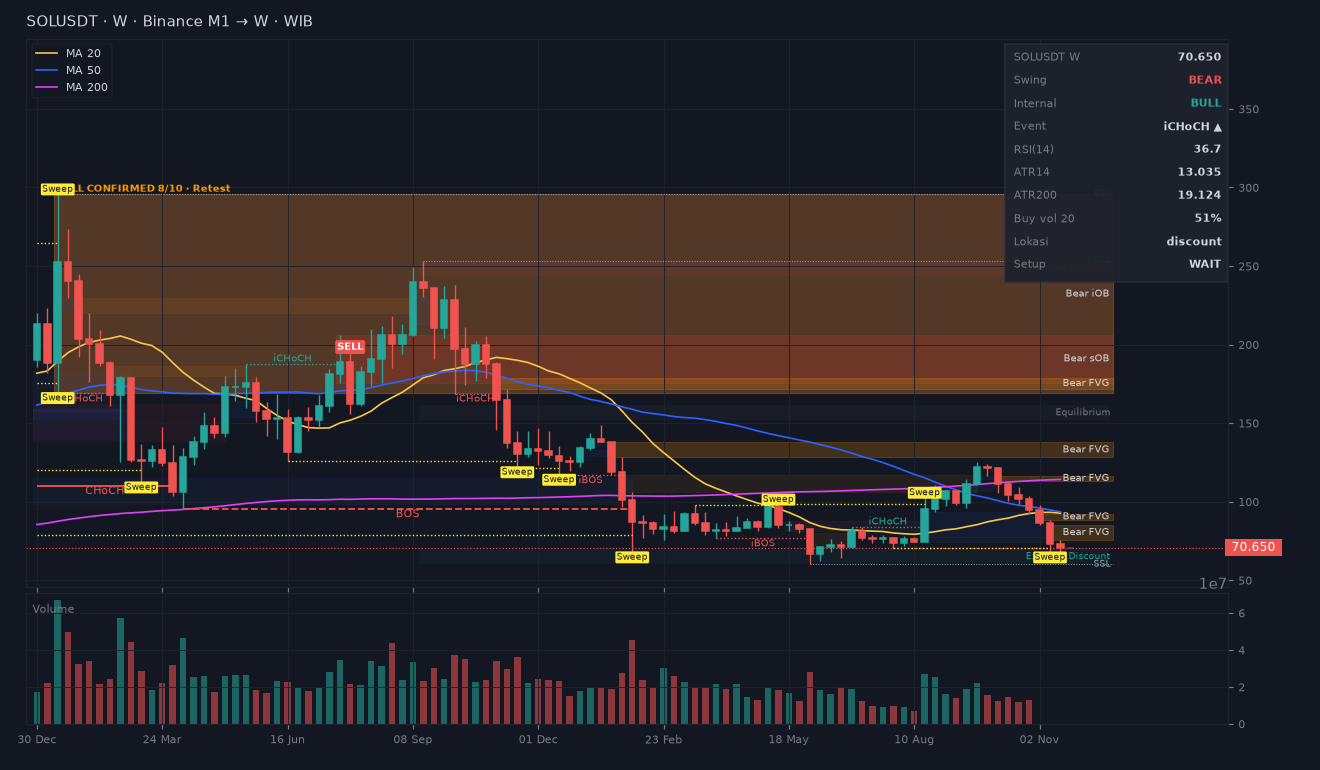 SOLUSDT · W · Binance M1 → W · WIB
MA 20
MA 50
MA 200
SOLUSDT W 70.650
Swing BEAR
Internal BULL
Event iCHoCH ▲
RSI(14) 36.7
ATR14 13.035
ATR200 19.124
Buy vol 20 51%
Lokasi discount
Setup WAIT
350
300
250
200
150
100
50
Sweep
LL CONFIRMED 8/10 · Retest
Bear iOB
SELL
iCHoCH
Bear sOB
Bear FVG
Sweep
HoCH
iCHoCH
Equilibrium
Bear FVG
Sweep
Sweep
iBOS
Bear FVG
CHoCH
Sweep
Sweep
Sweep
BOS
iCHoCH
Bear FVG
Bear FVG
iBOS
Sweep
Sweep
Discount
SSL
70.650
1e7
Volume
6
4
2
0
30 Dec
24 Mar
16 Jun
08 Sep
01 Dec
23 Feb
18 May
10 Aug
02 Nov